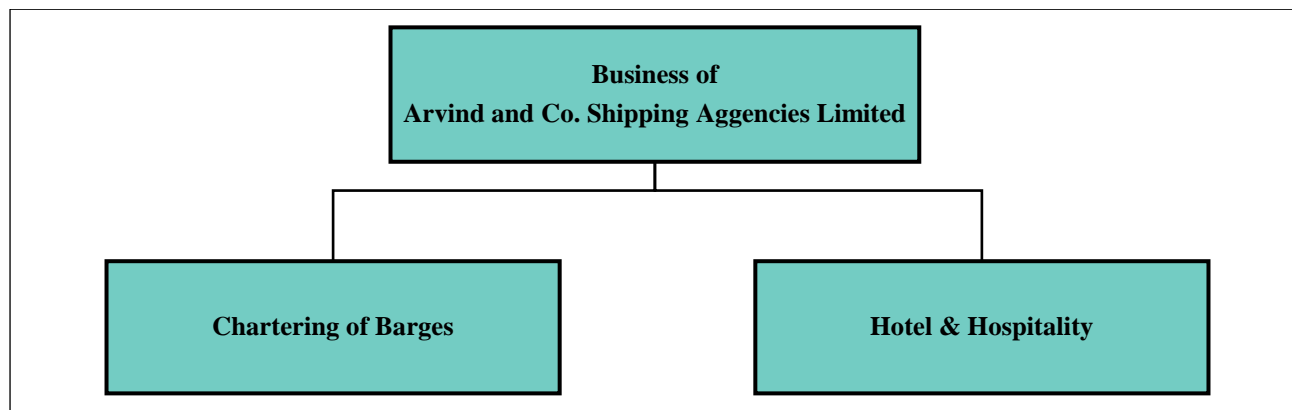 Business of
Arvind and Co. Shipping Aggencies Limited
Chartering of Barges
Hotel & Hospitality